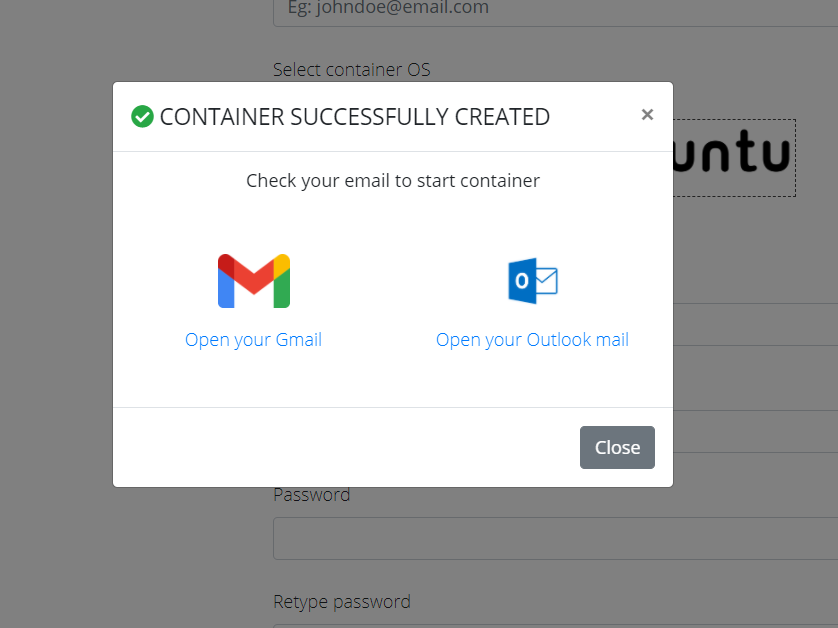 Eg: johndoe@email.com
Select container OS
CONTAINER SUCCESSFULLY CREATED
×
untu
Check your email to start container
Open your Gmail
Open your Outlook mail
Close
Password
Retype password